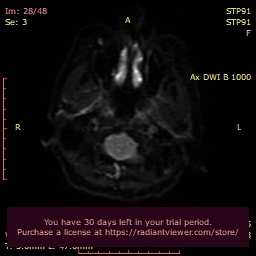 Im: 28/48
Se: 3
A
STP91
STP91
F
Ax DWI B 1000
R
L
You have 30 days left in your trial period.
Purchase a license at https://radiantviewer.com/store/